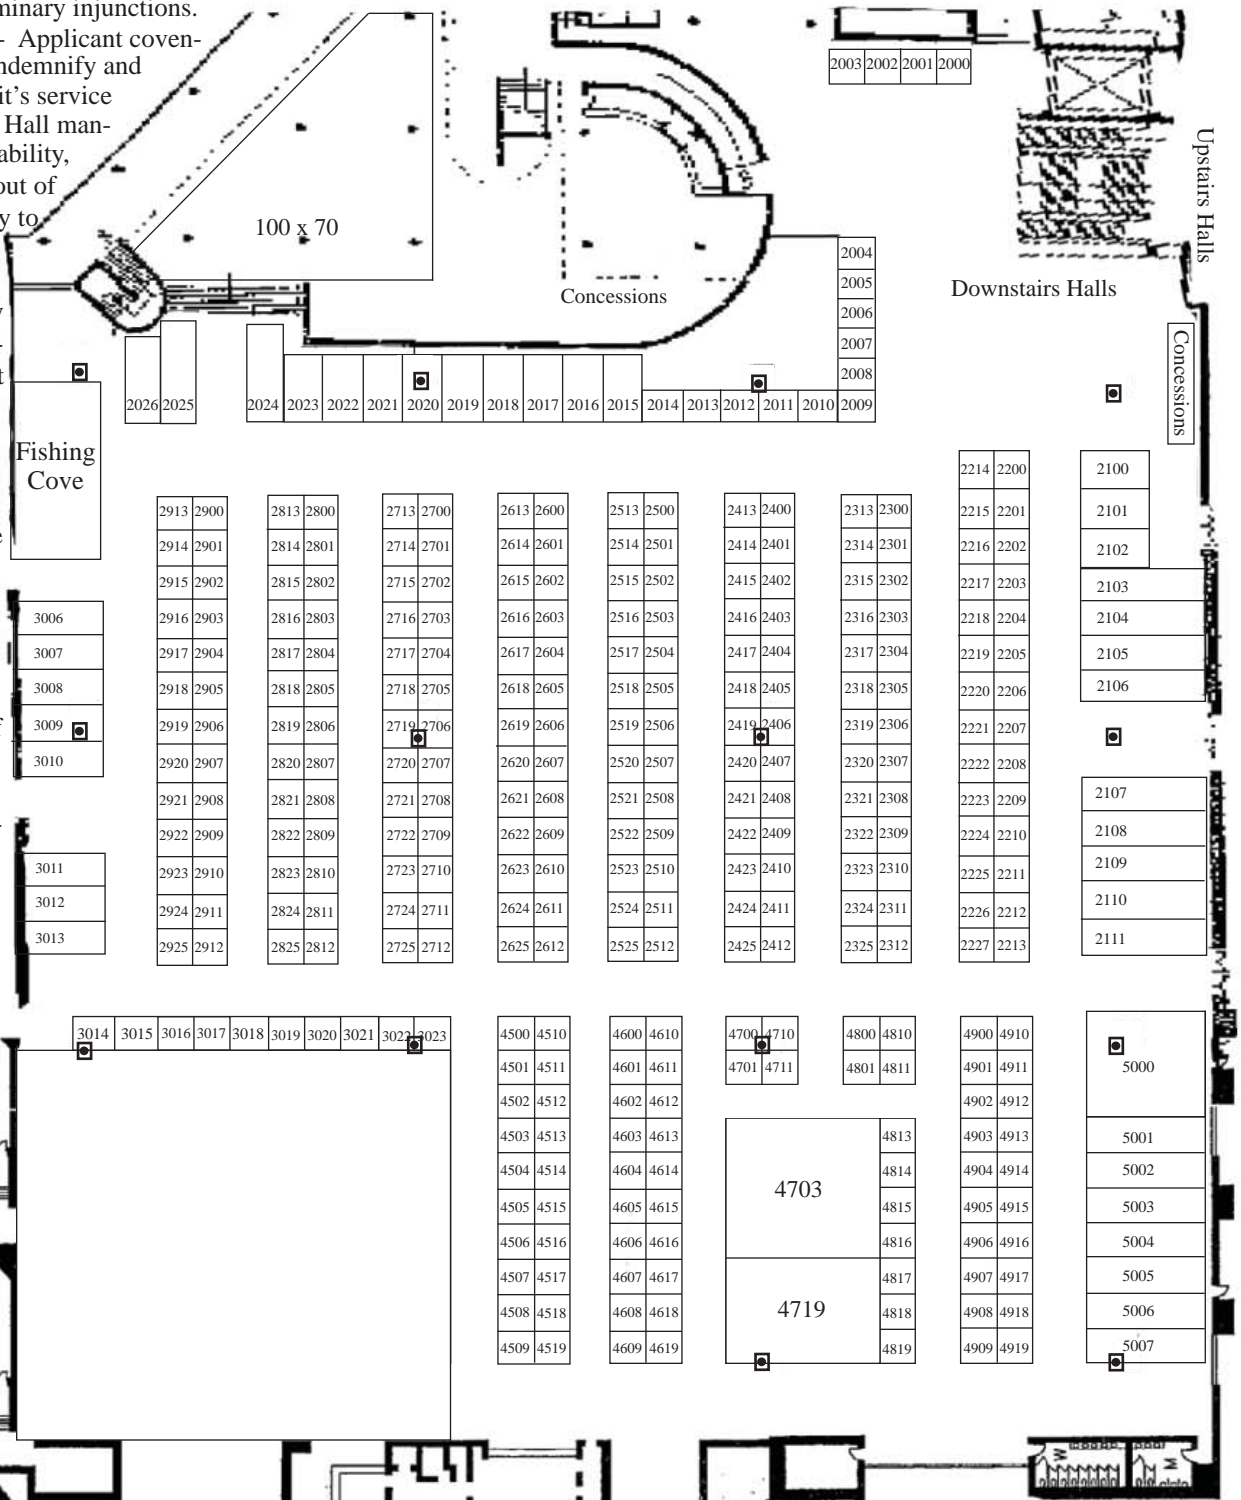 minary injunctions.
- Applicant coven-
ndemnify and
it's service
Hall man-
ability,
out of
y to
2003 2002 2001 2000
Upstairs Halls
100 x 70
Concessions
Downstairs Halls
Concessions
2004
2005
2006
2007
2008
2026 2025 2024 2023 2022 2021 2020 2019 2018 2017 2016 2015 2014 2013 2012 2011 2010 2009
Fishing
Cove
2214 2200 2100
2913 2900 2813 2800 2713 2700 2613 2600 2513 2500 2413 2400 2313 2300 2215 2201 2101
2914 2901 2814 2801 2714 2701 2614 2601 2514 2501 2414 2401 2314 2301 2216 2202 2102
2915 2902 2815 2802 2715 2702 2615 2602 2515 2502 2415 2402 2315 2302 2217 2203 2103
3006 2916 2903 2816 2803 2716 2703 2616 2603 2516 2503 2416 2403 2316 2303 2218 2204 2104
3007 2917 2904 2817 2804 2717 2704 2617 2604 2517 2504 2417 2404 2317 2304 2219 2205 2105
3008 2918 2905 2818 2805 2718 2705 2618 2605 2518 2505 2418 2405 2318 2305 2220 2206 2106
3009 2919 2906 2819 2806 2719 2706 2619 2606 2519 2506 2419 2406 2319 2306 2221 2207
3010 2920 2907 2820 2807 2720 2707 2620 2607 2520 2507 2420 2407 2320 2307 2222 2208
2921 2908 2821 2808 2721 2708 2621 2608 2521 2508 2421 2408 2321 2308 2223 2209 2107
2922 2909 2822 2809 2722 2709 2622 2609 2522 2509 2422 2409 2322 2309 2224 2210 2108
3011 2923 2910 2823 2810 2723 2710 2623 2610 2523 2510 2423 2410 2323 2310 2225 2211 2109
3012 2924 2911 2824 2811 2724 2711 2624 2611 2524 2511 2424 2411 2324 2311 2226 2212 2110
3013 2925 2912 2825 2812 2725 2712 2625 2612 2525 2512 2425 2412 2325 2312 2227 2213 2111
3014 3015 3016 3017 3018 3019 3020 3021 3022 3023 4500 4510 4600 4610 4700 4710 4800 4810 4900 4910
4501 4511 4601 4611 4701 4711 4801 4811 4901 4911 5000
4502 4512 4602 4612 4902 4912
4503 4513 4603 4613 4813 4903 4913 5001
4504 4514 4604 4614 4814 4904 4914 5002
4703
4505 4515 4605 4615 4815 4905 4915 5003
4506 4516 4606 4616 4816 4906 4916 5004
4507 4517 4607 4617 4817 4907 4917 5005
4508 4518 4608 4618 4719 4818 4908 4918 5006
4509 4519 4609 4619 4819 4909 4919 5007
W M